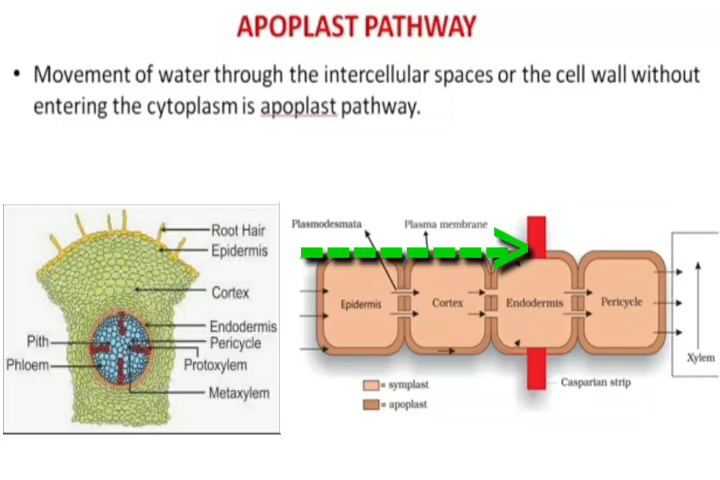 APOPLAST PATHWAY
• Movement of water through the intercellular spaces or the cell wall without
entering the cytoplasm is apoplast pathway.
Root Hair
Epidermis
Cortex
Endodermis
Pericycle
Pith
Phloem
Protoxylem
Metaxylem
Plasmodesmata
Plasma membrane
Epidermis
Cortex
Endodermis
Pericycle
Xylem
Casparian strip
= symplast
= apoplast